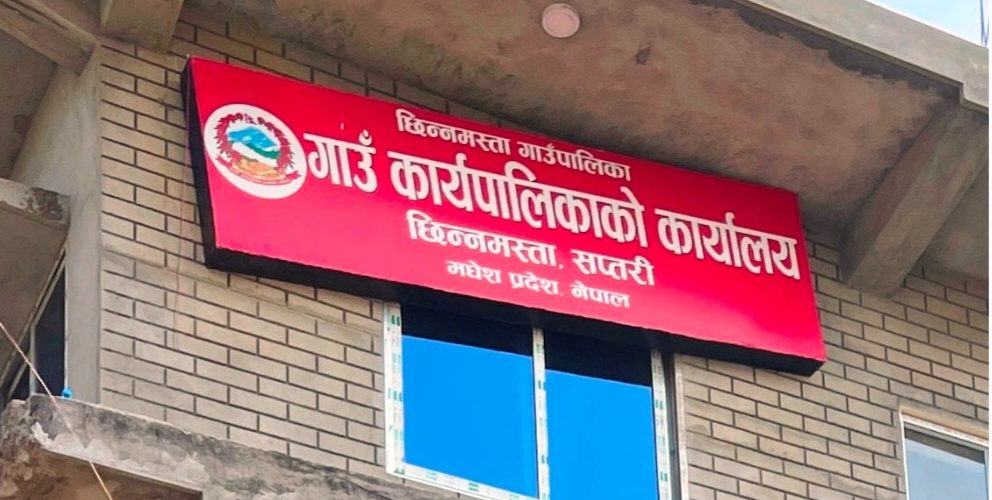 छिन्नमस्ता गाउँपालिका
गाउँ कार्यपालिकाको कार्यालय
छिन्नमस्ता, सप्तरी
मधेश प्रदेश, नेपाल